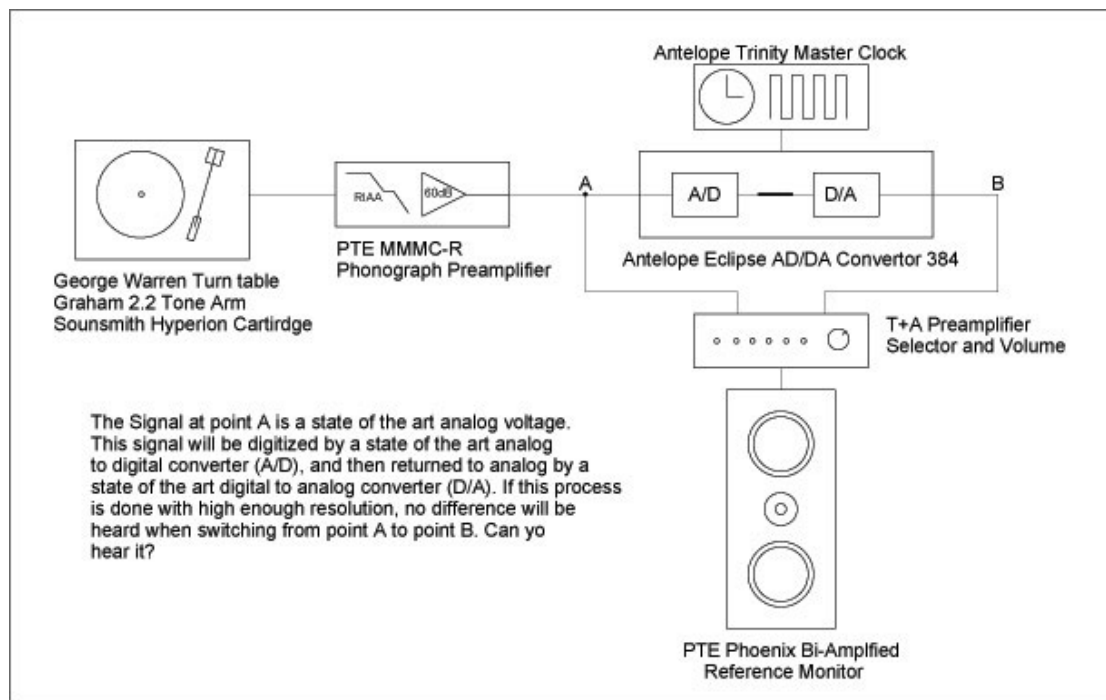 Antelope Trinity Master Clock
A
B
RIAA
60dB
A/D
D/A
PTE MMMC-R
Phonograph Preamplifier
Antelope Eclipse AD/DA Convertor 384
George Warren Turn table
Graham 2.2 Tone Arm
Sounsmith Hyperion Cartirdge
T+A Preamplifier
Selector and Volume
The Signal at point A is a state of the art analog voltage.
This signal will be digitized by a state of the art analog
to digital converter (A/D), and then returned to analog by a
state of the art digital to analog converter (D/A). If this process
is done with high enough resolution, no difference will be
heard when switching from point A to point B. Can yo
hear it?
PTE Phoenix Bi-Amplfied
Reference Monitor